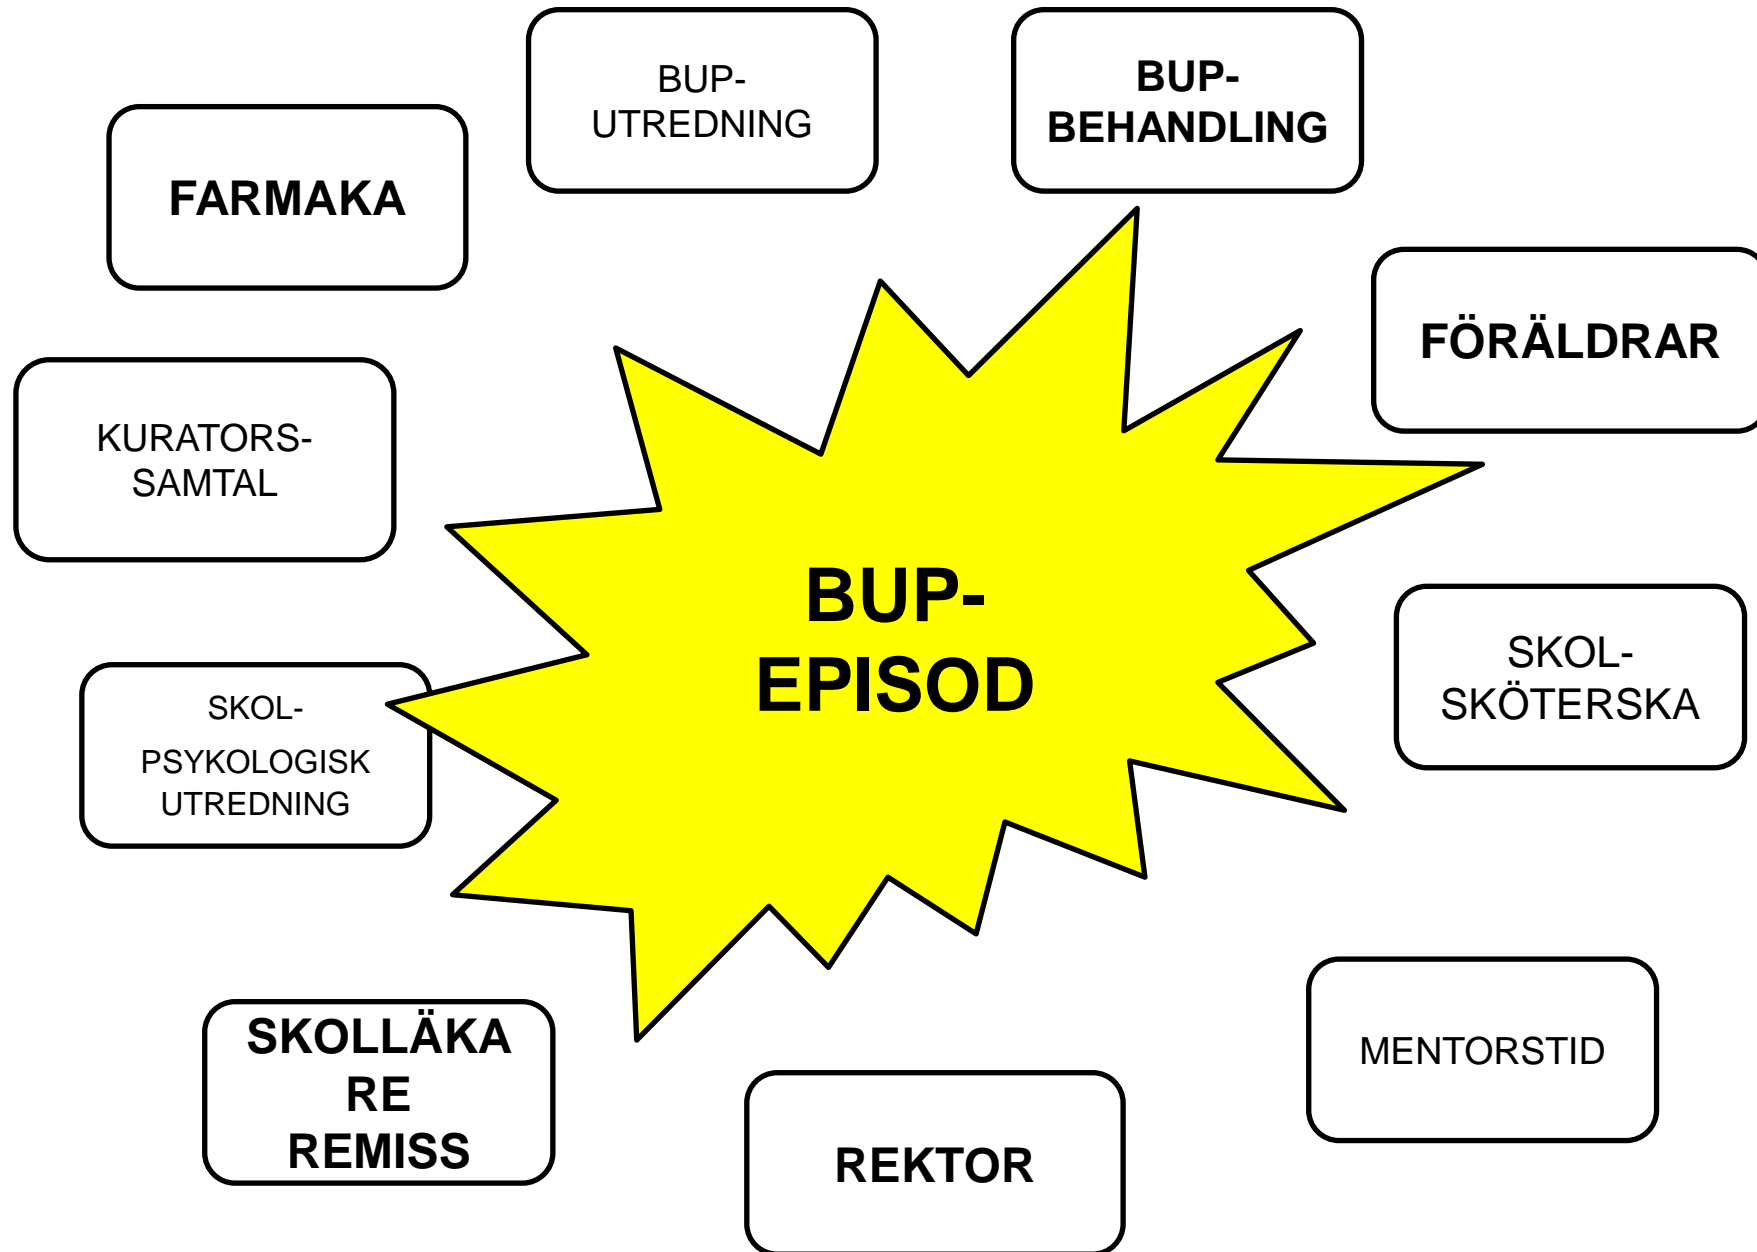 BUP-
UTREDNING
BUP-
BEHANDLING
FARMAKA
FÖRÄLDRAR
KURATORS-
SAMTAL
BUP-
EPISOD
SKOL-
SKÖTERSKA
SKOL-
PSYKOLOGISK
UTREDNING
SKOLLÄKA
RE
REMISS
MENTORSTID
REKTOR